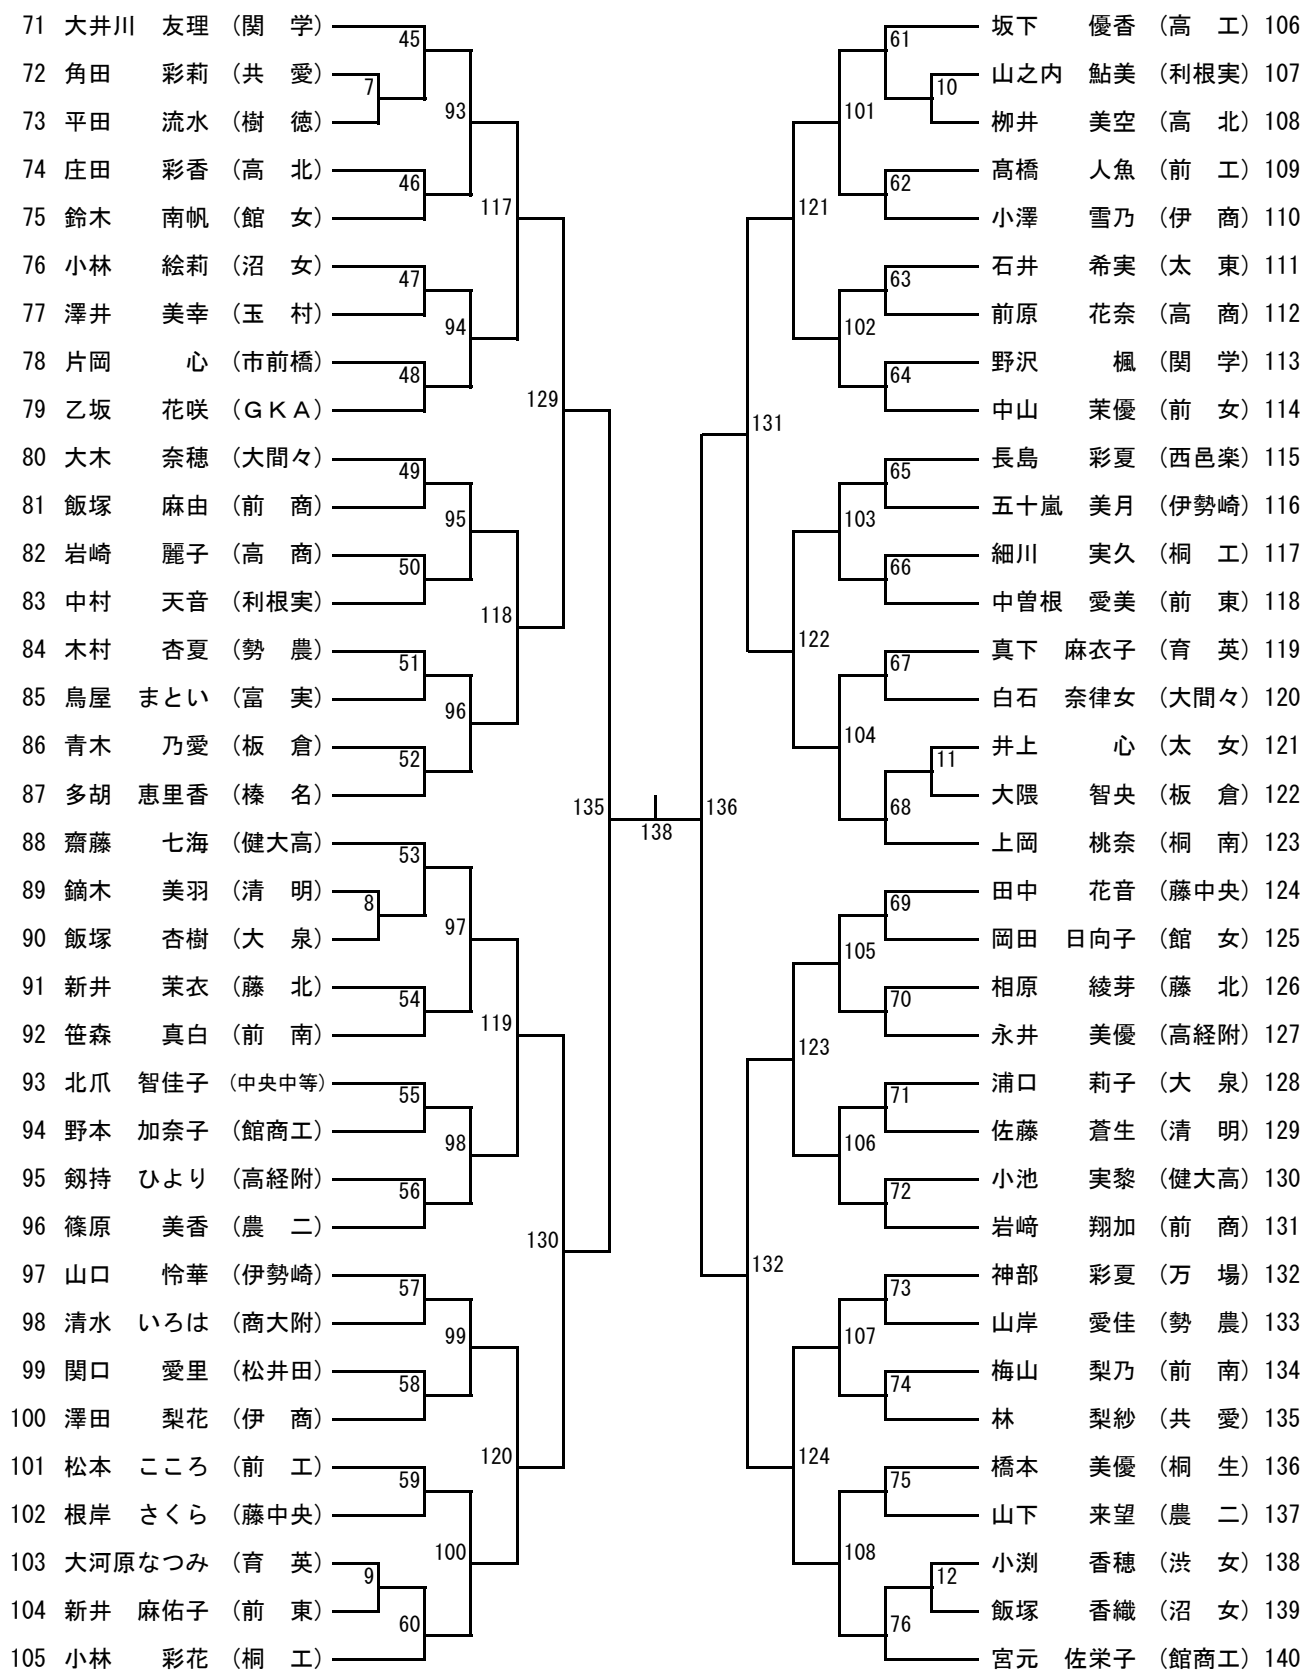 71 大井川 友理 (関 学)
72 角田 彩莉 (共 愛)
73 平田 流水 (樹 徳)
74 庄田 彩香 (高 北)
75 鈴木 南帆 (館 女)
76 小林 絵莉 (沼 女)
77 澤井 美幸 (玉 村)
78 片岡 心 (市前橋)
79 乙坂 花咲 (GKA)
80 大木 奈穂 (大間々)
81 飯塚 麻由 (前 商)
82 岩崎 麗子 (高 商)
83 中村 天音 (利根実)
84 木村 杏夏 (勢 農)
85 鳥屋 まとい (富 実)
86 青木 乃愛 (板 倉)
87 多胡 恵里香 (榛 名)
88 齋藤 七海 (健大高)
89 鏑木 美羽 (清 明)
90 飯塚 杏樹 (大 泉)
91 新井 茉衣 (藤 北)
92 笹森 真白 (前 南)
93 北爪 智佳子 (中央中等)
94 野本 加奈子 (館商工)
95 剱持 ひより (高経附)
96 篠原 美香 (農 二)
97 山口 怜華 (伊勢崎)
98 清水 いろは (商大附)
99 関口 愛里 (松井田)
100 澤田 梨花 (伊 商)
101 松本 こころ (前 工)
102 根岸 さくら (藤中央)
103 大河原なつみ (育 英)
104 新井 麻佑子 (前 東)
105 小林 彩花 (桐 工)
45
7
93
46
117
47
94
48
129
49
95
50
118
51
96
52
135
53
8
97
54
119
55
98
56
130
57
99
58
120
59
100
9
60
138
136
61
10
101
62
121
63
102
64
131
65
103
66
122
67
104
11
68
69
105
70
123
71
106
72
132
73
107
74
124
75
108
12
76
坂下 優香 (高 工) 106
山之内 鮎美 (利根実) 107
栁井 美空 (高 北) 108
髙橋 人魚 (前 工) 109
小澤 雪乃 (伊 商) 110
石井 希実 (太 東) 111
前原 花奈 (高 商) 112
野沢 楓 (関 学) 113
中山 茉優 (前 女) 114
長島 彩夏 (西邑楽) 115
五十嵐 美月 (伊勢崎) 116
細川 実久 (桐 工) 117
中曽根 愛美 (前 東) 118
真下 麻衣子 (育 英) 119
白石 奈律女 (大間々) 120
井上 心 (太 女) 121
大隈 智央 (板 倉) 122
上岡 桃奈 (桐 南) 123
田中 花音 (藤中央) 124
岡田 日向子 (館 女) 125
相原 綾芽 (藤 北) 126
永井 美優 (高経附) 127
浦口 莉子 (大 泉) 128
佐藤 蒼生 (清 明) 129
小池 実黎 (健大高) 130
岩﨑 翔加 (前 商) 131
神部 彩夏 (万 場) 132
山岸 愛佳 (勢 農) 133
梅山 梨乃 (前 南) 134
林 梨紗 (共 愛) 135
橋本 美優 (桐 生) 136
山下 来望 (農 二) 137
小渕 香穂 (渋 女) 138
飯塚 香織 (沼 女) 139
宮元 佐栄子 (館商工) 140